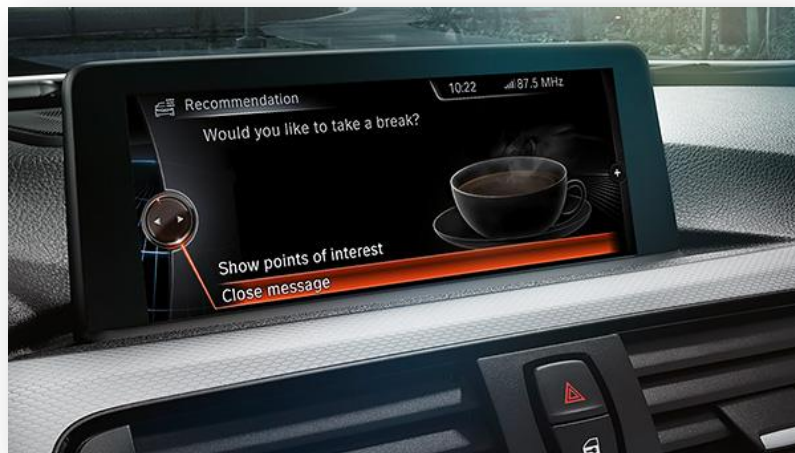 Recommendation
10:22
87.5 MHz
Would you like to take a break?
Show points of interest
Close message